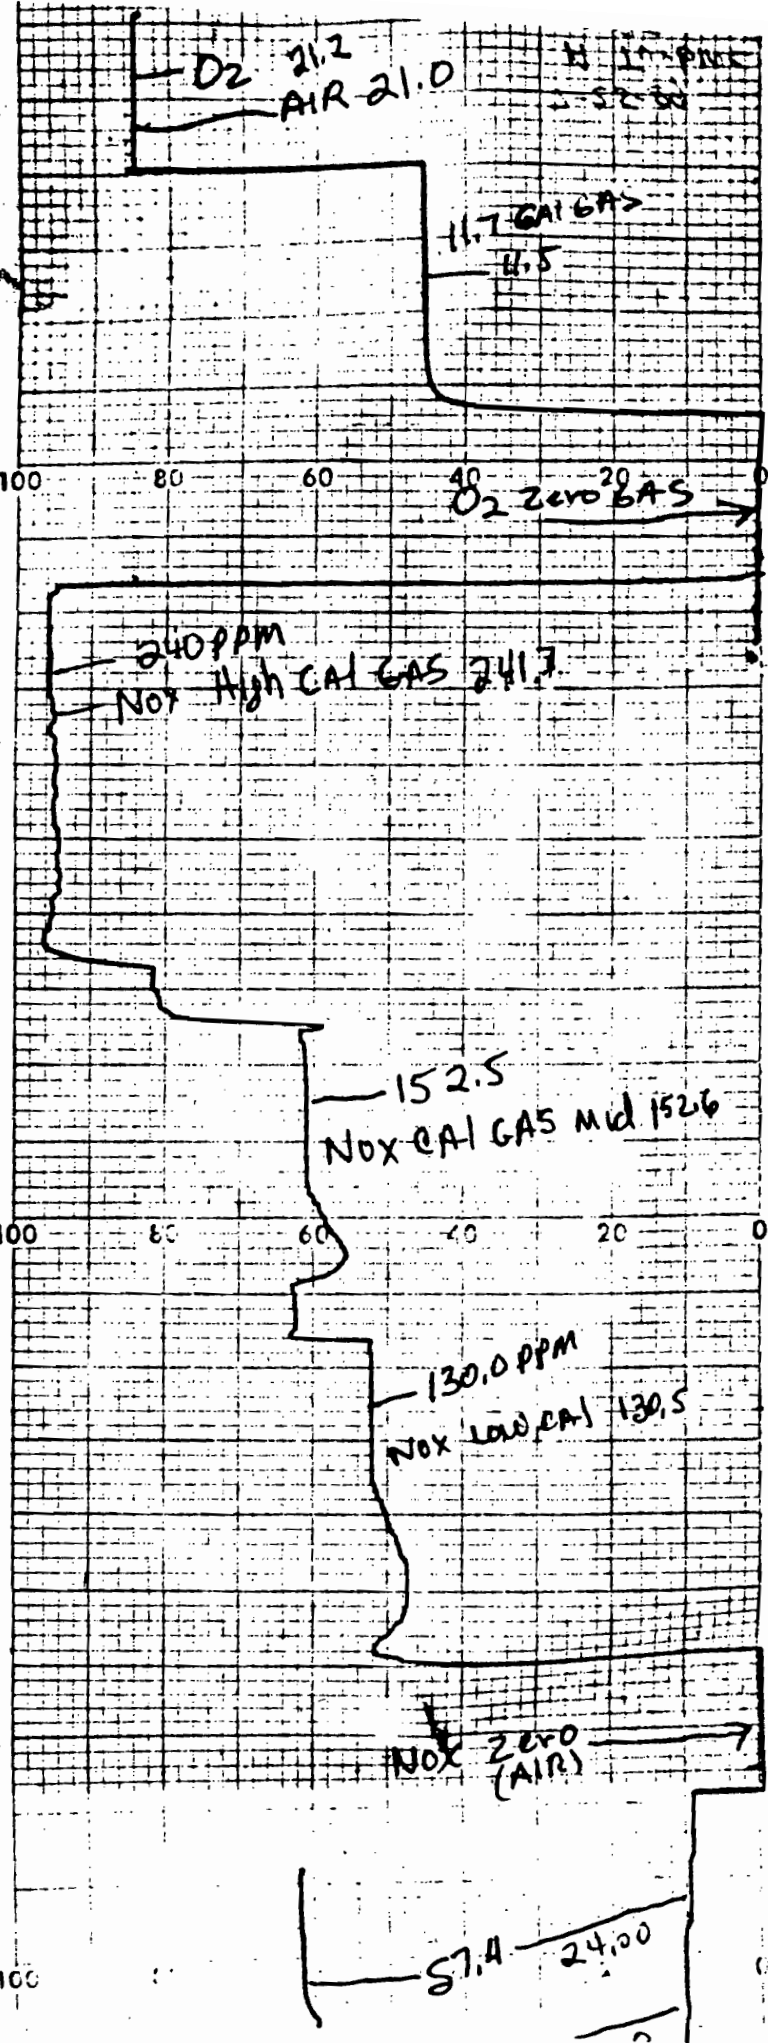 O2 21.2
AIR 21.0
11.7 CAl GAS
11.5
100 80 60 40 20 0
O2 Zero GAS
240 PPM
NOx High CAl GAS 241.7
152.5
NOx CAl GAS Mid 152.6
100 60 40 20 0
130.0 PPM
NOx LOW CAl 130.5
NOx Zero
(AIR)
24.00
100